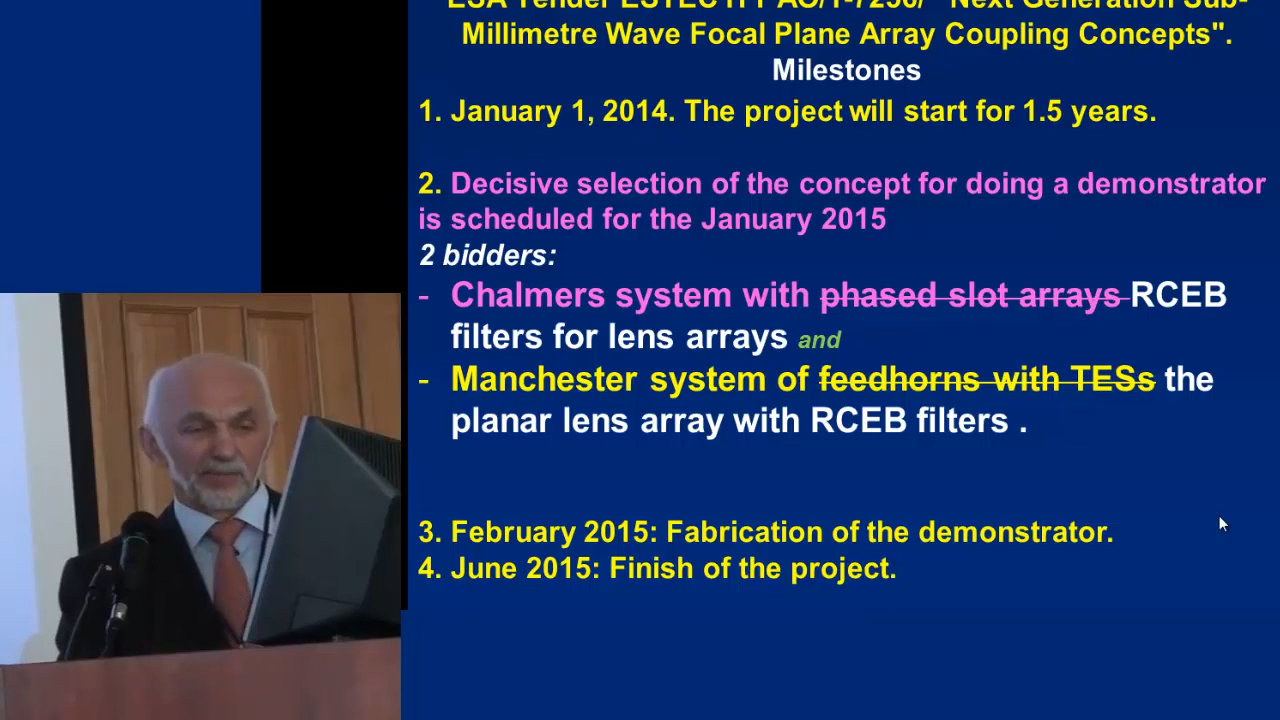 Millimetre Wave Focal Plane Array Coupling Concepts".
Milestones
1. January 1, 2014. The project will start for 1.5 years.
2. Decisive selection of the concept for doing a demonstrator
is scheduled for the January 2015
2 bidders:
- Chalmers system with phased slot arrays RCEB
filters for lens arrays and
- Manchester system of feedhorns with TESs the
planar lens array with RCEB filters .
3. February 2015: Fabrication of the demonstrator.
4. June 2015: Finish of the project.